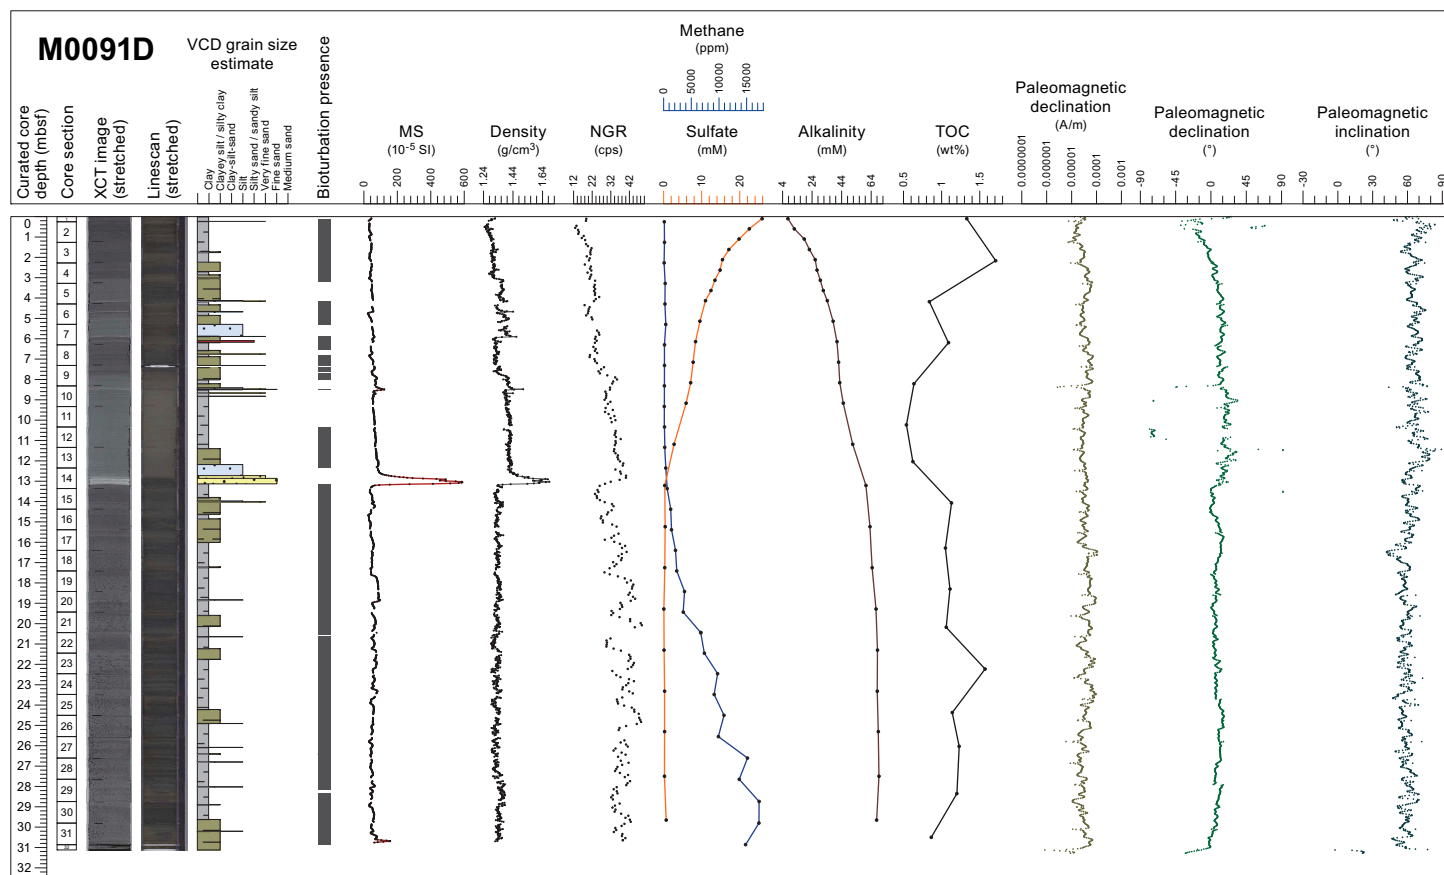 M0091D
VCD grain size
estimate
Curated core
depth (mbsf)
Core section
XCT image
(stretched)
Linescan
(stretched)
Clay
Clayey silt / silty clay
Clay-silt-sand
Silt
Silty sand / sandy silt
Very fine sand
Fine sand
Medium sand
Bioturbation presence
MS
(10-5 SI)
0 200 400 600
Density
(g/cm3)
1.24 1.44 1.64
NGR
(cps)
12 22 32 42
Methane
(ppm)
0 5000 10000 15000
Sulfate
(mM)
0 10 20
Alkalinity
(mM)
4 24 44 64
TOC
(wt%)
0.5 1 1.5
Paleomagnetic
declination
(A/m)
0.0000001 0.000001 0.00001 0.0001 0.001
Paleomagnetic
declination
(°)
-90 -45 0 45 90
Paleomagnetic
inclination
(°)
-30 0 30 60 90
0
1
2
3
4
5
6
7
8
9
10
11
12
13
14
15
16
17
18
19
20
21
22
23
24
25
26
27
28
29
30
31
32
2
3
4
5
6
7
8
9
10
11
12
13
14
15
16
17
18
19
20
21
22
23
24
25
26
27
28
29
30
31